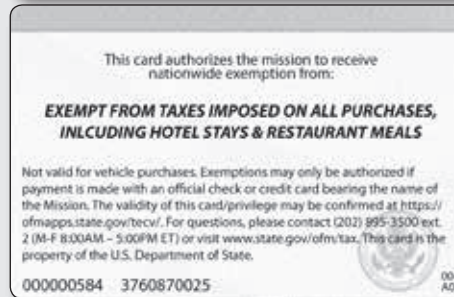 This card authorizes the mission to receive
nationwide exemption from:
EXEMPT FROM TAXES IMPOSED ON ALL PURCHASES,
INLCUDING HOTEL STAYS & RESTAURANT MEALS
Not valid for vehicle purchases. Exemptions may only be authorized if
payment is made with an official check or credit card bearing the name of
the Mission. The validity of this card/privilege may be confirmed at https://
ofmapps.state.gov/tecv/. For questions, please contact (202) 895-3500 ext.
2 (M-F 8:00AM – 5:00PM ET) or visit www.state.gov/ofm/tax. This card is the
property of the U.S. Department of State.
000000584 3760870025
00
A0